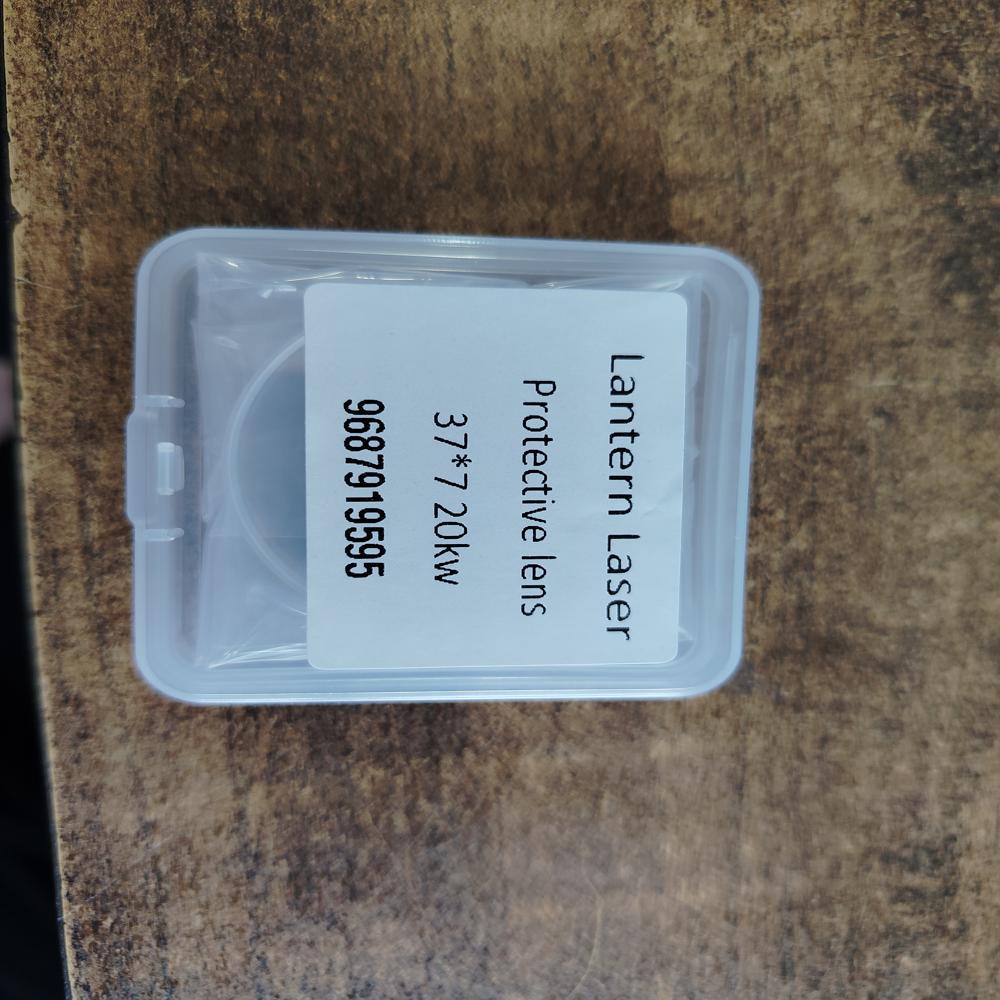 Lantern Laser
Protective lens
37*7 20kw
9687919595